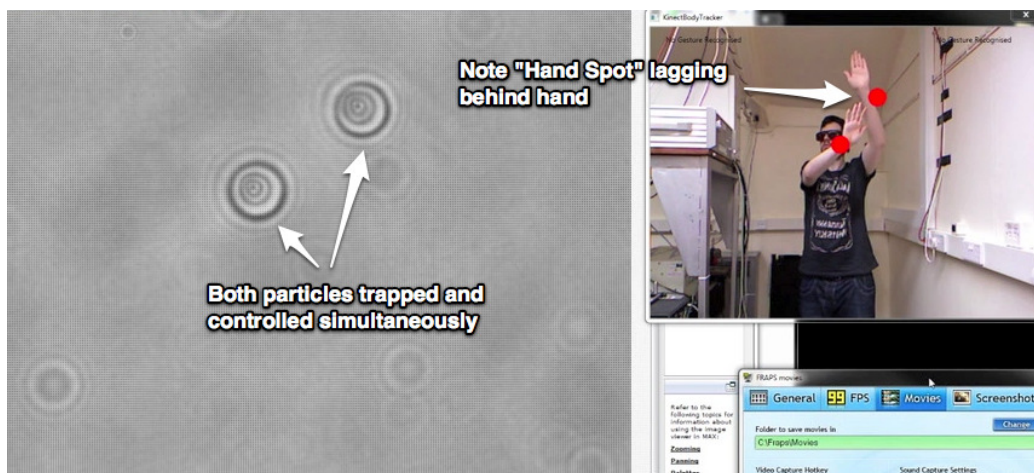 KinectBodyTracker
No Gesture Recognised
No Gesture Recognised
Note "Hand Spot" lagging
behind hand
Both particles trapped and
controlled simultaneously
FRAPS movies
General
99 FPS
Movies
Screenshot
Refer to the
following topics for
information about
using the image
viewer in MAX:
Zooming
Panning
Palettes
Folder to save movies in
Change
C:\Fraps\Movies
Video Capture Hotkey
Sound Capture Settings